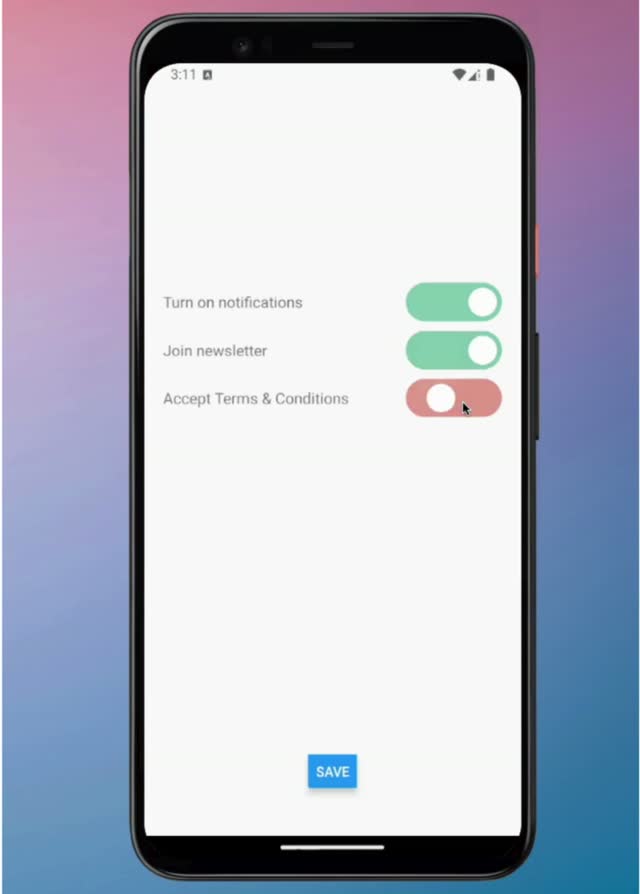 3:11
Turn on notifications
Join newsletter
Accept Terms & Conditions
SAVE